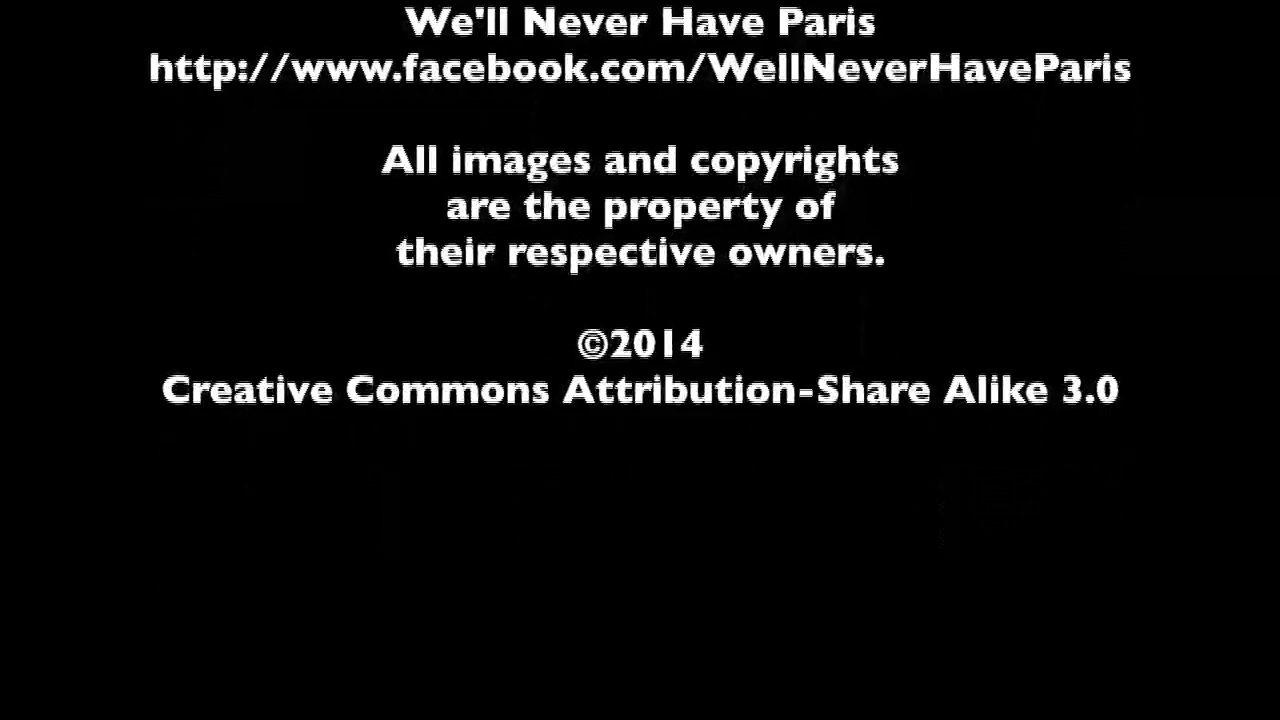 We'll Never Have Paris
http://www.facebook.com/WellNeverHaveParis
All images and copyrights
are the property of
their respective owners.
©2014
Creative Commons Attribution-Share Alike 3.0